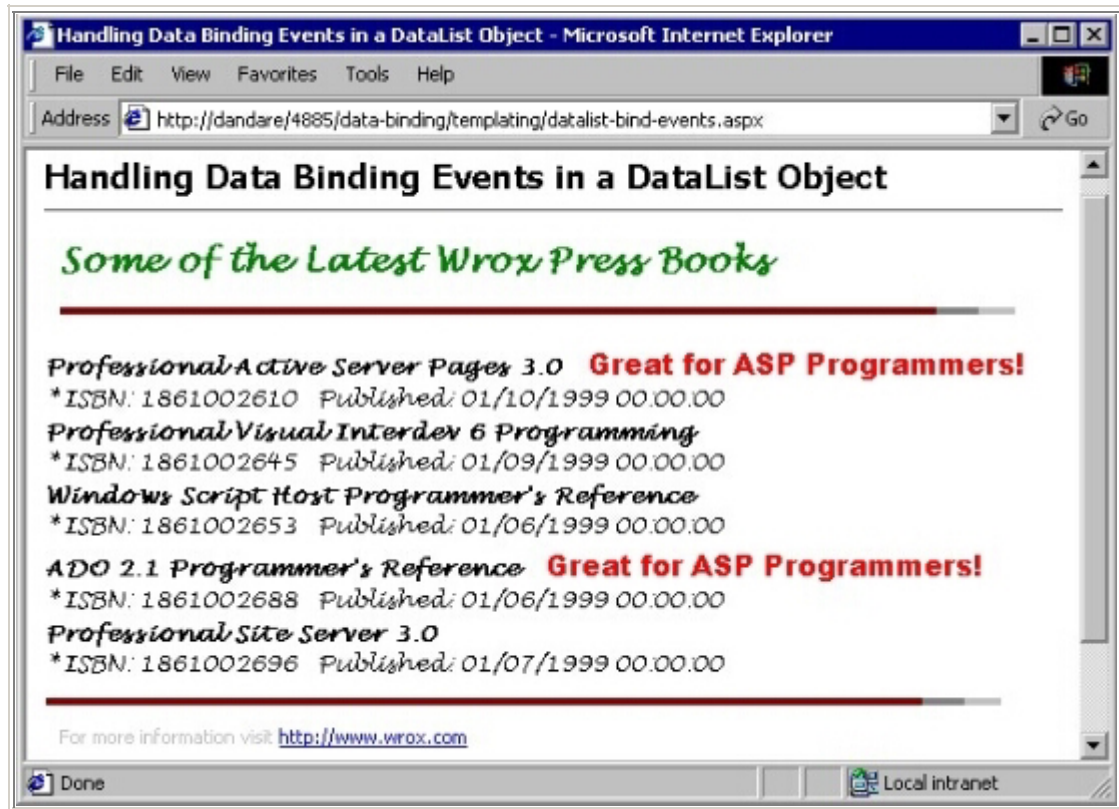 Handling Data Binding Events in a DataList Object - Microsoft Internet Explorer
File Edit View Favorites Tools Help
Address http://dandare/4885/data-binding/templating/datalist-bind-events.aspx Go
Handling Data Binding Events in a DataList Object
Some of the Latest Wrox Press Books
Professional Active Server Pages 3.0 Great for ASP Programmers!
*ISBN: 1861002610 Published: 01/10/1999 00:00:00
Professional Visual Interdev 6 Programming
*ISBN: 1861002645 Published: 01/09/1999 00:00:00
Windows Script Host Programmer's Reference
*ISBN: 1861002653 Published: 01/06/1999 00:00:00
ADO 2.1 Programmer's Reference Great for ASP Programmers!
*ISBN: 1861002688 Published: 01/06/1999 00:00:00
Professional Site Server 3.0
*ISBN: 1861002696 Published: 01/07/1999 00:00:00
For more information visit http://www.wrox.com
Done Local intranet